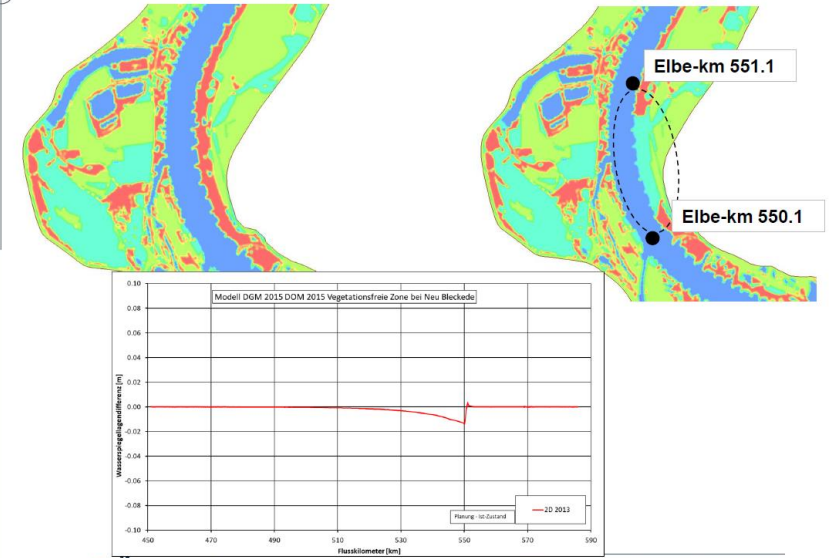 Elbe-km 551.1
Elbe-km 550.1
Modell DGM 2015 DOM 2015 Vegetationsfreie Zone bei Neu Bleckede
0.10
0.08
0.06
0.04
0.02
0.00
-0.02
-0.04
-0.06
-0.08
-0.10
Wasserspiegellagendifferenz [m]
2D 2013
Planung - Ist-Zustand
450 470 490 510 530 550 570 590
Flusskilometer [km]